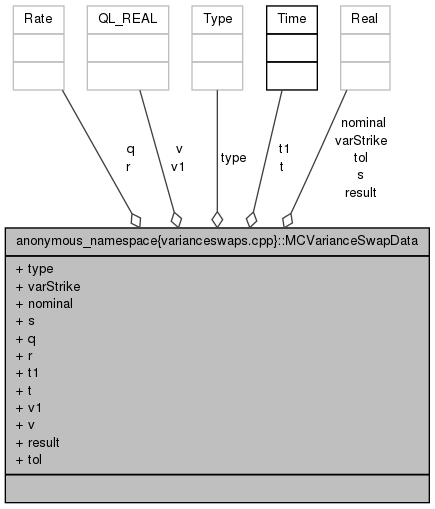 Rate
QL_REAL
Type
Time
Real
q
r
v
v1
type
t1
t
nominal
varStrike
tol
s
result
anonymous_namespace{varianceswaps.cpp}::MCVarianceSwapData
+ type
+ varStrike
+ nominal
+ s
+ q
+ r
+ t1
+ t
+ v1
+ v
+ result
+ tol